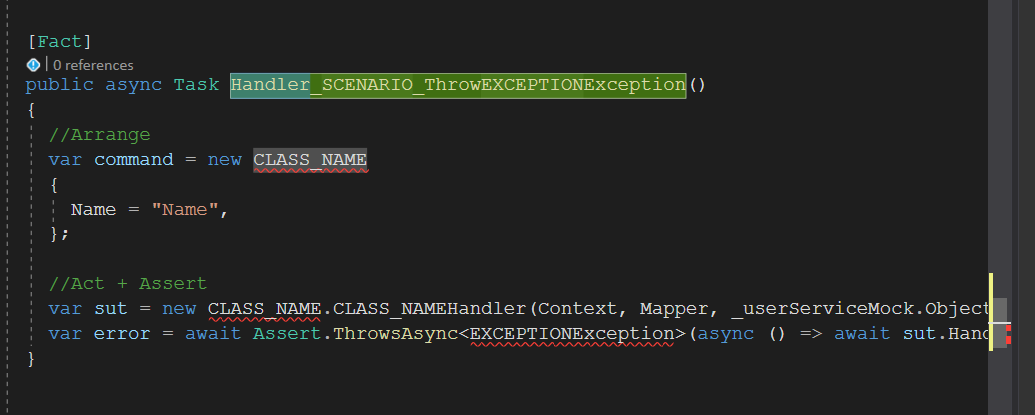 [Fact]
0 references
public async Task Handler_SCENARIO_ThrowEXCEPTIONException()
{
//Arrange
var command = new CLASS_NAME
{
Name = "Name",
};
//Act + Assert
var sut = new CLASS_NAME.CLASS_NAMEHandler(Context, Mapper, _userServiceMock.Object
var error = await Assert.ThrowsAsync<EXCEPTIONException>(async () => await sut.Hand
}